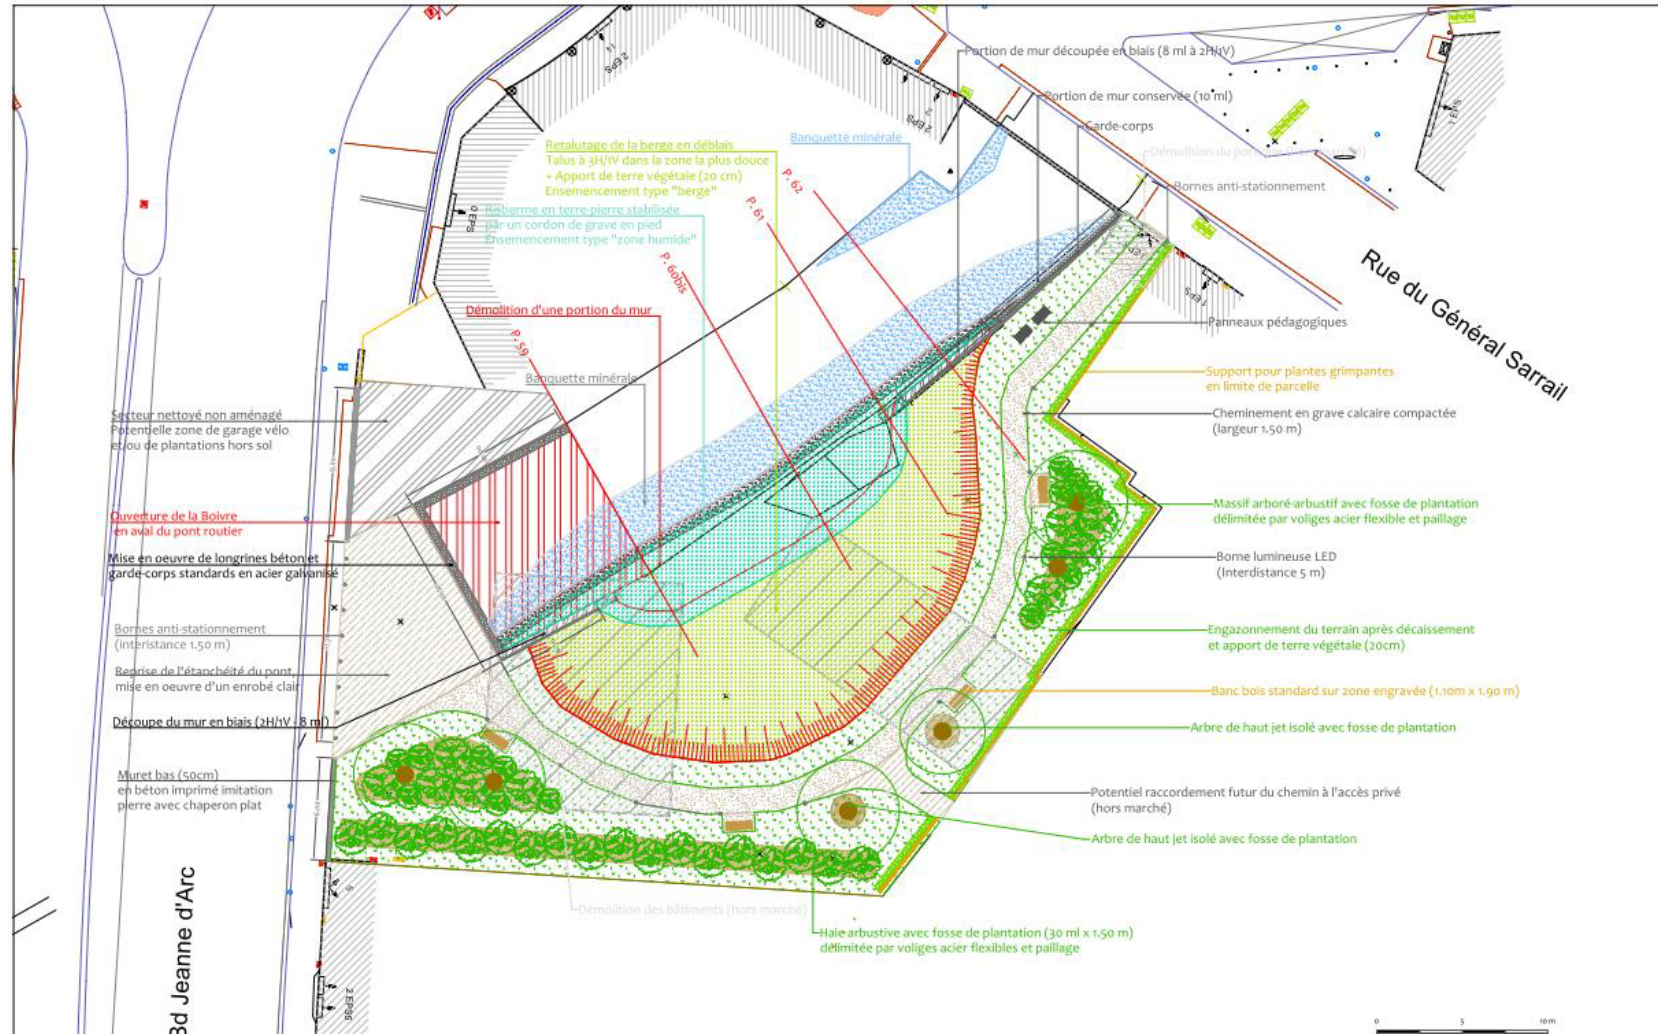 Portion de mur découpée en biais (8 ml à 2H/1V)
Portion de mur conservée (10 ml)
Garde-corps
Bornes anti-stationnement
Banquette minérale
Retalutage de la berge en déblais
Talus à 3H/1V dans la zone la plus douce
+ Apport de terre végétale (20 cm)
Ensemencement type "berge"
Risberme en terre pierre stabilisée
par un cordon de grave en pied
Ensemencement type "zone humide"
Démolition d'une portion du mur
Banquette minérale
P. 59
P. 60bis
P. 61
P. 62
2 EPS
2 EPS
0 EPS
1 EPS
1 EPS
1 EPS
Rue du Général Sarrail
Panneaux pédagogiques
Support pour plantes grimpantes
en limite de parcelle
Cheminement en grave calcaire compactée
(largeur 1.50 m)
Massif arboré-arbustif avec fosse de plantation
délimitée par voliges acier flexible et paillage
Borne lumineuse LED
(Interdistance 5 m)
Engazonnement du terrain après décaissement
et apport de terre végétale (20cm)
Banc bois standard sur zone engravée (1.10m x 1.90 m)
Arbre de haut jet isolé avec fosse de plantation
Potentiel raccordement futur du chemin à l'accès privé
(hors marché)
Arbre de haut jet isolé avec fosse de plantation
Haie arbustive avec fosse de plantation (30 ml x 1.50 m)
délimitée par voliges acier flexibles et paillage
Démolition des bâtiments (hors marché)
Secteur nettoyé non aménagé
Potentielle zone de garage vélo
et/ou de plantations hors sol
Ouverture de la Boivre
en aval du pont routier
Mise en oeuvre de longrines béton et
garde-corps standards en acier galvanisé
Bornes anti-stationnement
(interistance 1.50 m)
Reprise de l'étanchéité du pont,
mise en oeuvre d'un enrobé clair
Découpe du mur en biais (2H/1V - 8 ml)
Muret bas (50cm)
en béton imprimé imitation
pierre avec chaperon plat
Bd Jeanne d'Arc
0 5 10 m